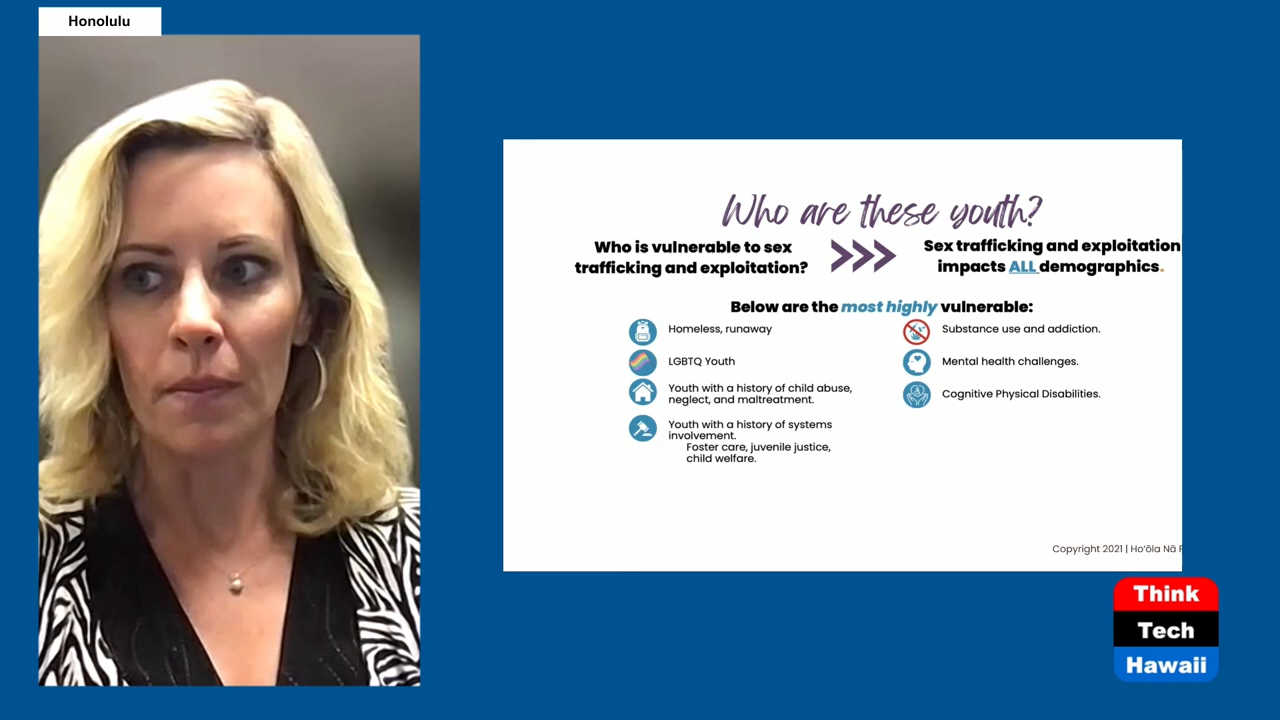 Honolulu
Who are these youth?
Who is vulnerable to sex
trafficking and exploitation?
Sex trafficking and exploitation
impacts ALL demographics.
Below are the most highly vulnerable:
Homeless, runaway
LGBTQ Youth
Youth with a history of child abuse,
neglect, and maltreatment.
Youth with a history of systems
involvement.
Foster care, juvenile justice,
child welfare.
Substance use and addiction.
Mental health challenges.
Cognitive Physical Disabilities.
Copyright 2021 | Ho'ōla Nā
Think
Tech
Hawaii